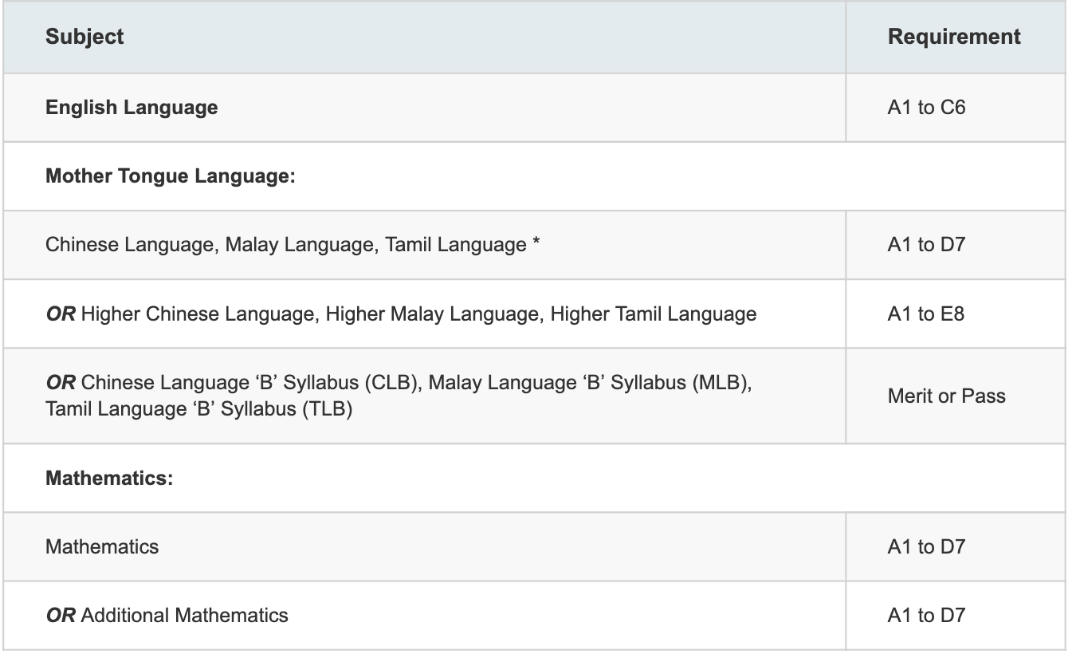 Subject Requirement
English Language A1 to C6
Mother Tongue Language:
Chinese Language, Malay Language, Tamil Language * A1 to D7
OR Higher Chinese Language, Higher Malay Language, Higher Tamil Language A1 to E8
OR Chinese Language ‘B’ Syllabus (CLB), Malay Language ‘B’ Syllabus (MLB),
Tamil Language ‘B’ Syllabus (TLB)
Merit or Pass
Mathematics:
Mathematics A1 to D7
OR Additional Mathematics A1 to D7